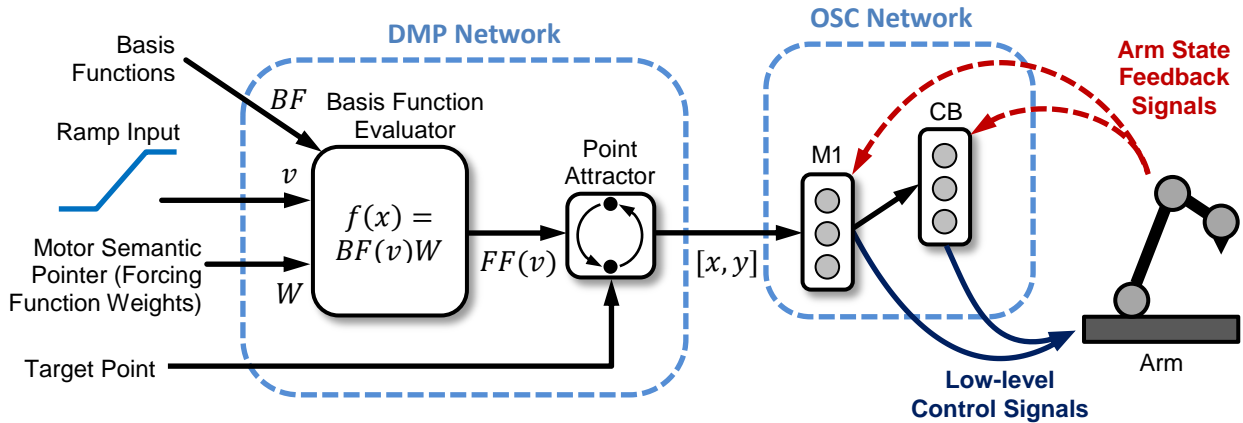 DMP Network
OSC Network
Basis
Functions
BF
Ramp Input
v
Motor Semantic
Pointer (Forcing
Function Weights)
W
Target Point
Basis Function
Evaluator
f(x) =
BF(v)W
FF(v)
Point
Attractor
[x, y]
M1
CB
Arm State
Feedback
Signals
Arm
Low-level
Control Signals